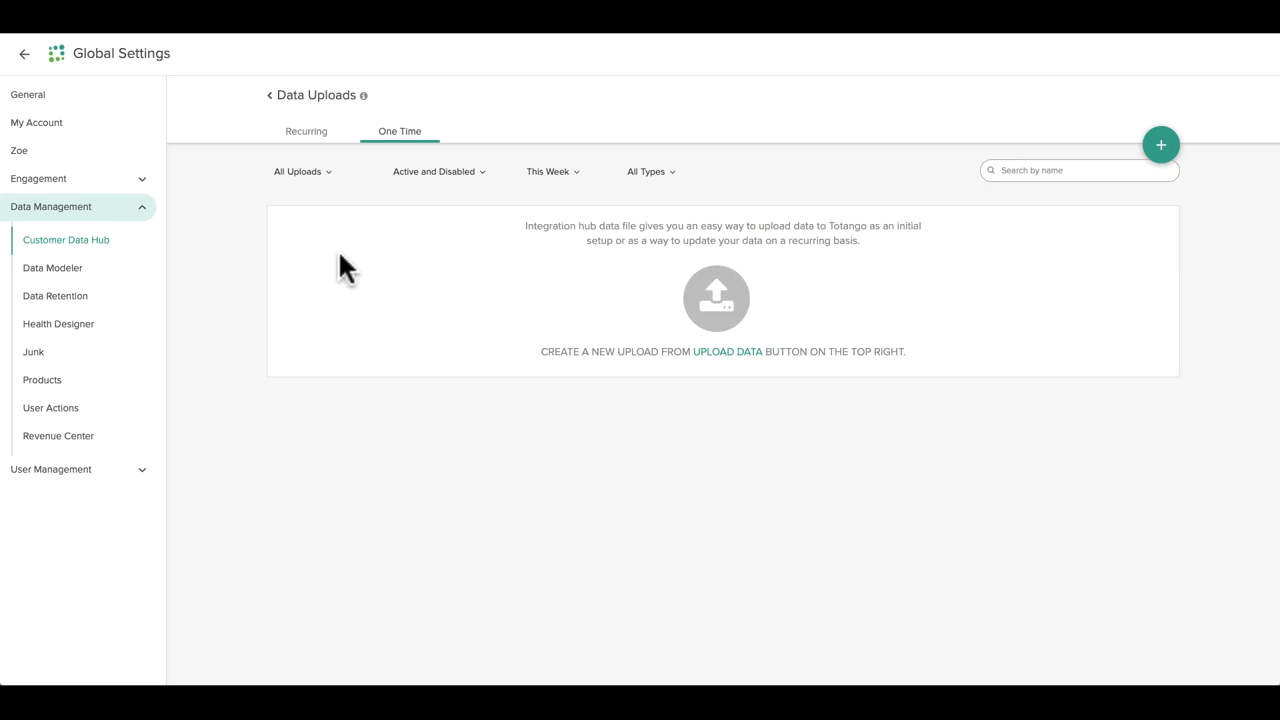 Global Settings
General
My Account
Zoe
Engagement
Data Management
Customer Data Hub
Data Modeler
Data Retention
Health Designer
Junk
Products
User Actions
Revenue Center
User Management
Data Uploads
Recurring
One Time
All Uploads
Active and Disabled
This Week
All Types
Search by name
Integration hub data file gives you an easy way to upload data to Totango as an initial
setup or as a way to update your data on a recurring basis.
CREATE A NEW UPLOAD FROM UPLOAD DATA BUTTON ON THE TOP RIGHT.